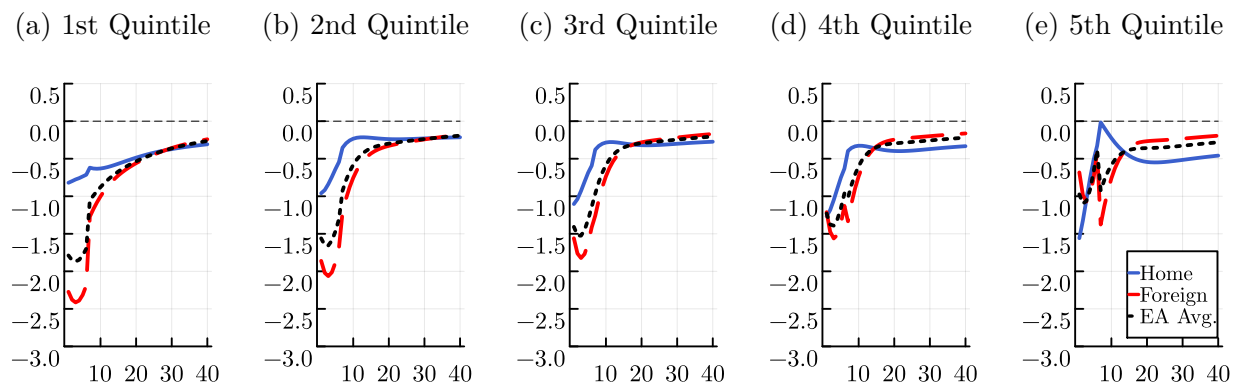 (a) 1st Quintile (b) 2nd Quintile (c) 3rd Quintile (d) 4th Quintile (e) 5th Quintile
0.5 0.5 0.5 0.5 0.5
0.0 0.0 0.0 0.0 0.0
−0.5 −0.5 −0.5 −0.5 −0.5
−1.0 −1.0 −1.0 −1.0 −1.0
−1.5 −1.5 −1.5 −1.5 −1.5
−2.0 −2.0 −2.0 −2.0 −2.0
−2.5 −2.5 −2.5 −2.5 −2.5
−3.0 −3.0 −3.0 −3.0 −3.0
10 20 30 40 10 20 30 40 10 20 30 40 10 20 30 40 10 20 30 40
Home
Foreign
EA Avg.